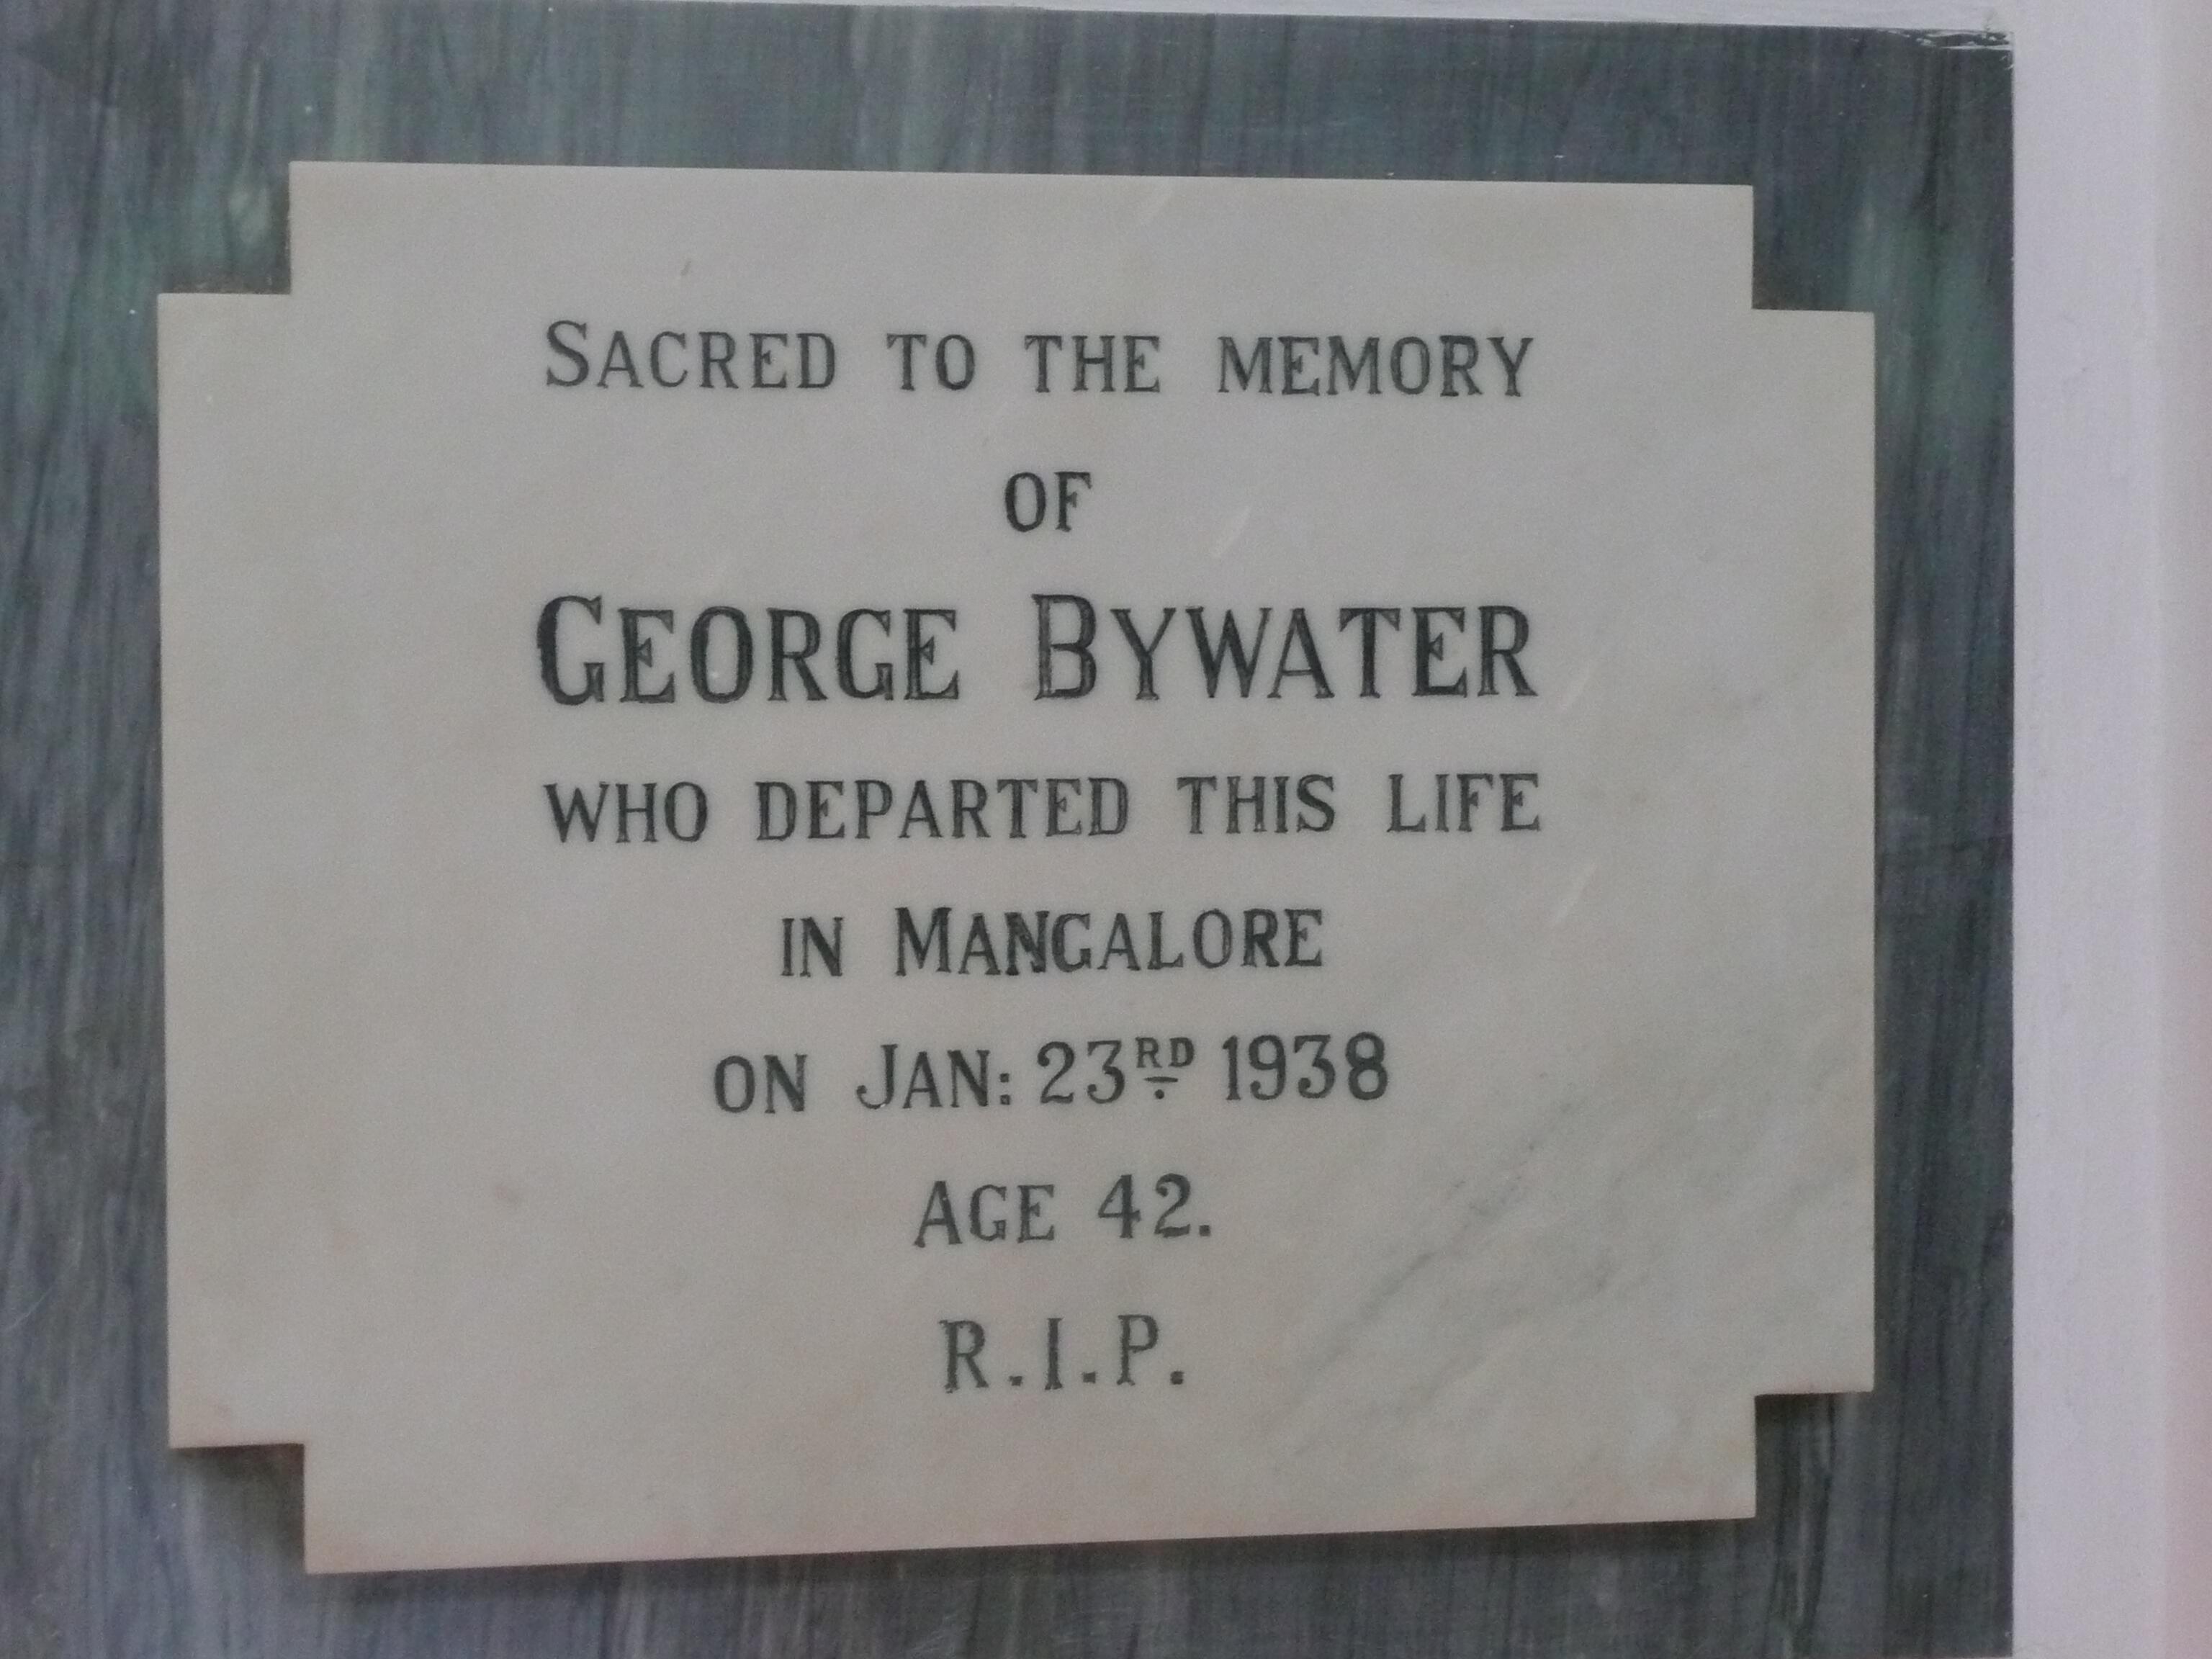 SACRED TO THE MEMORY
OF
GEORGE BYWATER
WHO DEPARTED THIS LIFE
IN MANGALORE
ON JAN: 23RD 1938
AGE 42.
R.I.P.